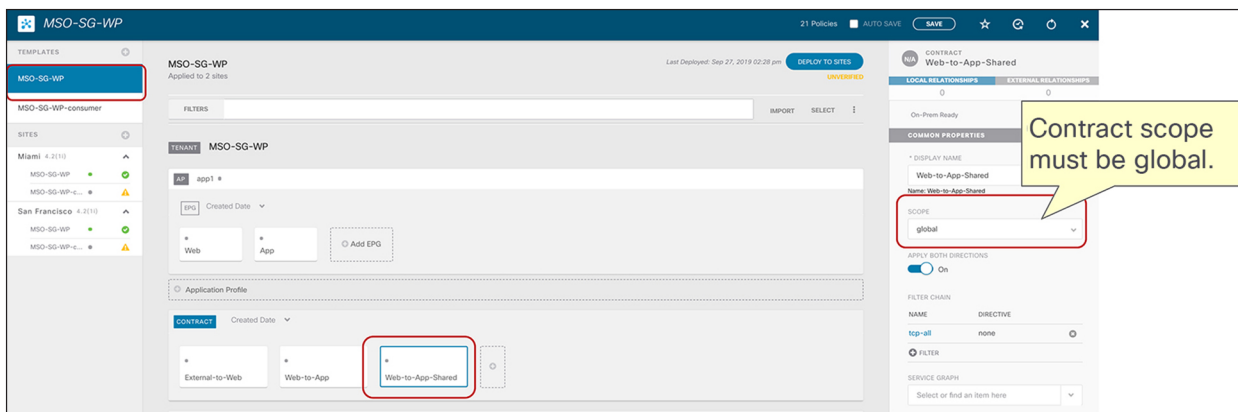 MSO-SG-WP
21 Policies AUTO SAVE SAVE
TEMPLATES
MSO-SG-WP
MSO-SG-WP-consumer
SITES
Miami 4.2(1i)
MSO-SG-WP
MSO-SG-WP-c...
San Francisco 4.2(1i)
MSO-SG-WP
MSO-SG-WP-c...
MSO-SG-WP
Applied to 2 sites
Last Deployed: Sep 27, 2019 02:28 pm DEPLOY TO SITES
UNVERIFIED
FILTERS IMPORT SELECT
TENANT MSO-SG-WP
AP app1
EPG Created Date
Web App Add EPG
Application Profile
CONTRACT Created Date
External-to-Web Web-to-App Web-to-App-Shared
N/A CONTRACT
Web-to-App-Shared
LOCAL RELATIONSHIPS EXTERNAL RELATIONSHIPS
0 0
On-Prem Ready
COMMON PROPERTIES
* DISPLAY NAME
Web-to-App-Shared
Name: Web-to-App-Shared
SCOPE
global
APPLY BOTH DIRECTIONS
On
FILTER CHAIN
NAME DIRECTIVE
tcp-all none
FILTER
SERVICE GRAPH
Select or find an item here
Contract scope
must be global.